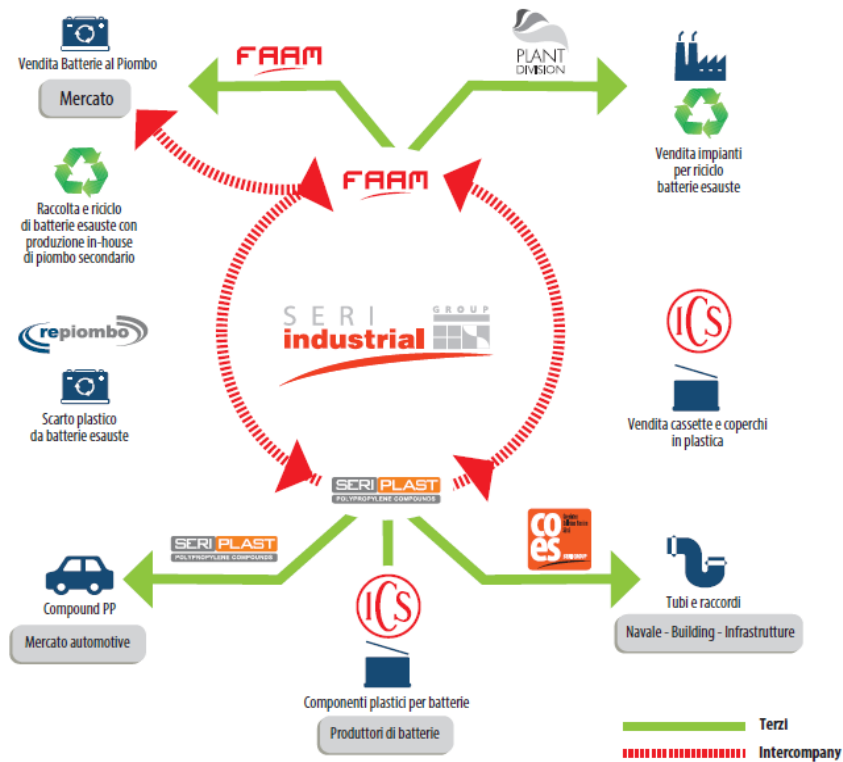 FAAM
PLANT
DIVISION
Vendita Batterie al Piombo
Mercato
Vendita impianti
per riciclo
batterie esauste
FAAM
Raccolta e riciclo
di batterie esauste con
produzione in-house
di piombo secondario
SERI
GROUP
industrial
ICS
repiombo
Scarto plastico
da batterie esauste
Vendita cassette e coperchi
in plastica
SERI PLAST
POLYPROPYLENE COMPOUNDS
SERI PLAST
POLYPROPYLENE COMPOUNDS
co
es
Compound PP
Mercato automotive
ICS
Tubi e raccordi
Navale - Building - Infrastrutture
Componenti plastici per batterie
Produttori di batterie
Terzi
Intercompany